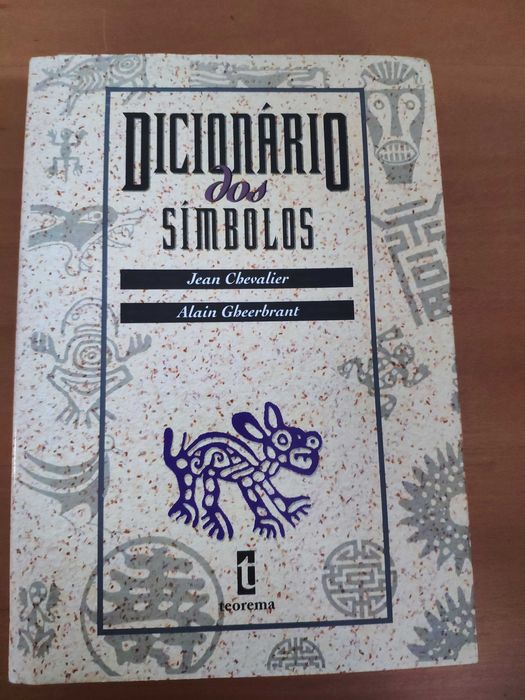 DICIONÁRIO
dos
SÍMBOLOS
Jean Chevalier
Alain Gheerbrant
t
teorema